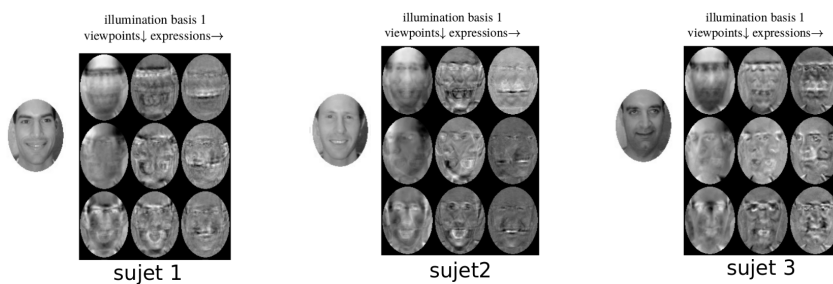 illumination basis 1
viewpoints↓ expressions→
sujet 1
illumination basis 1
viewpoints↓ expressions→
sujet2
illumination basis 1
viewpoints↓ expressions→
sujet 3